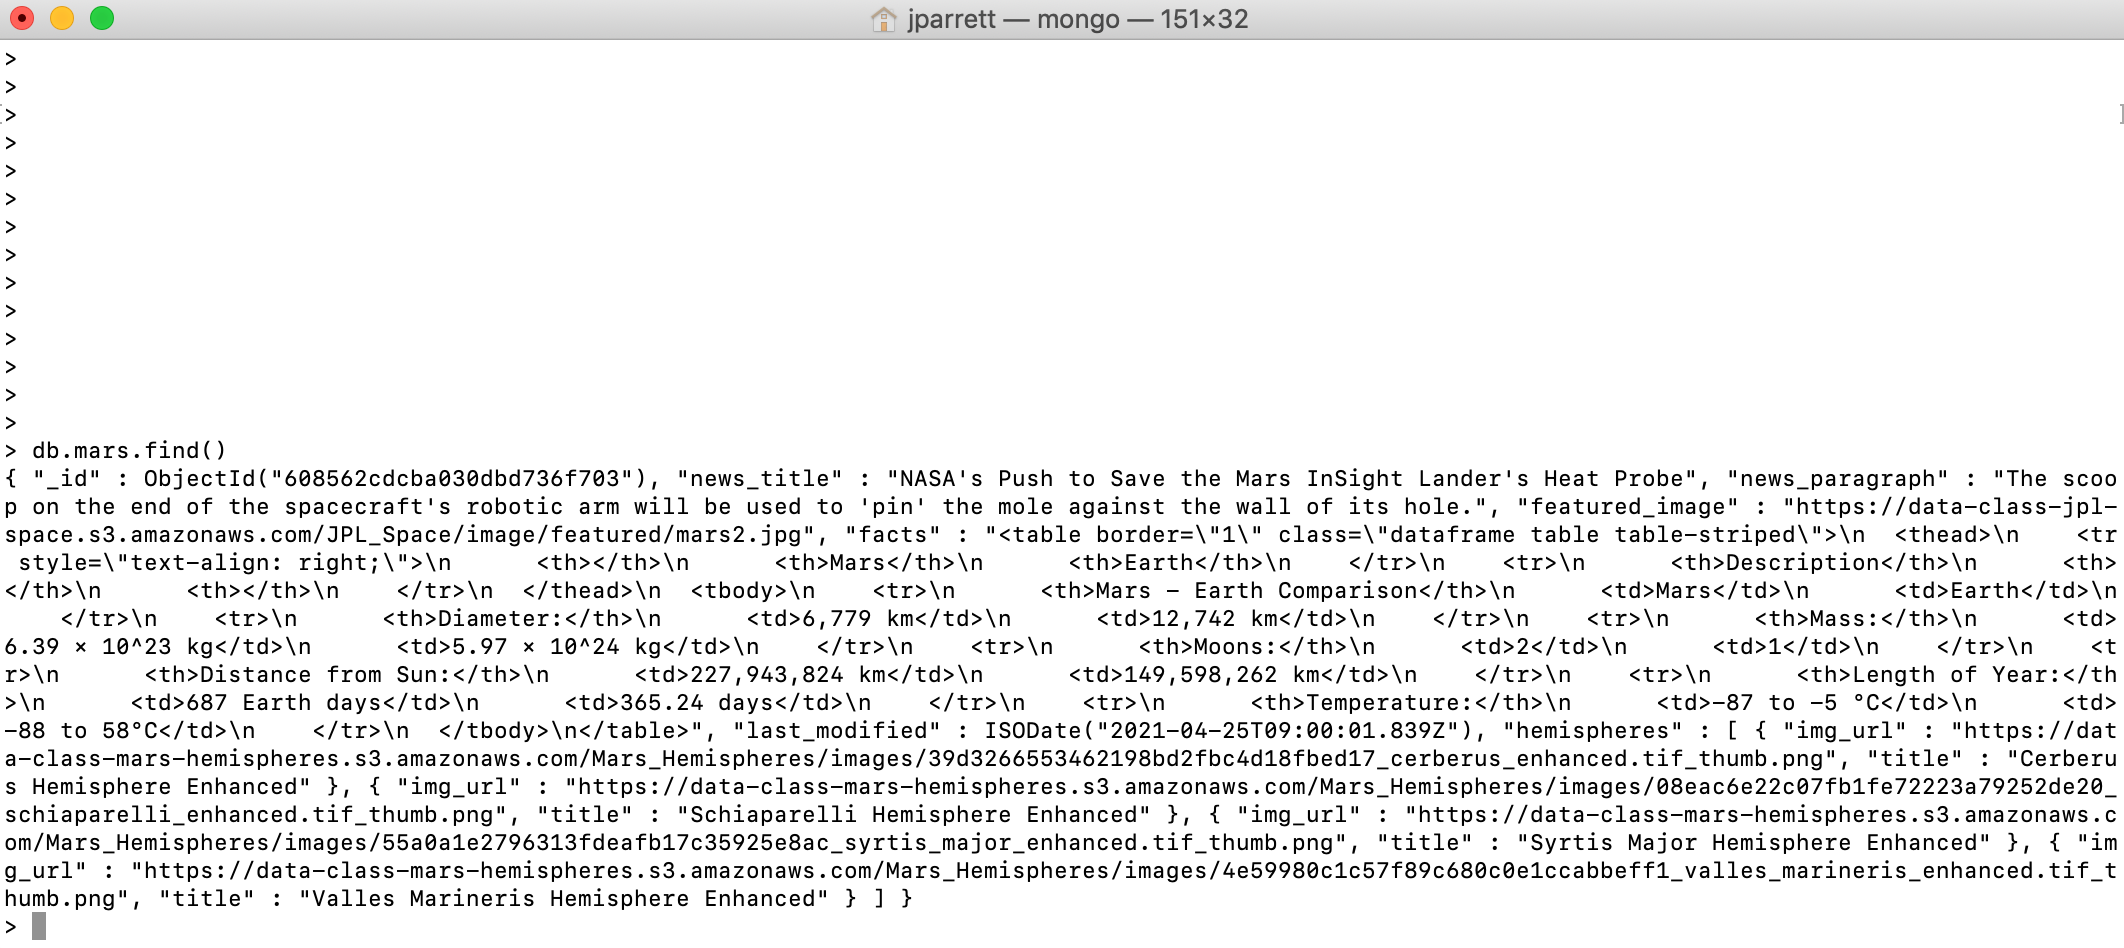 jparrett — mongo — 151×32
>
>
>
>
>
>
>
>
>
>
>
>
>
>
> db.mars.find()
{ "_id" : ObjectId("608562cdcba030dbd736f703"), "news_title" : "NASA's Push to Save the Mars InSight Lander's Heat Probe", "news_paragraph" : "The scoo
p on the end of the spacecraft's robotic arm will be used to 'pin' the mole against the wall of its hole.", "featured_image" : "https://data-class-jpl-
space.s3.amazonaws.com/JPL_Space/image/featured/mars2.jpg", "facts" : "<table border=\"1\" class=\"dataframe table table-striped\">\n  <thead>\n    <tr
 style=\"text-align: right;\">\n      <th></th>\n      <th>Mars</th>\n      <th>Earth</th>\n    </tr>\n    <tr>\n      <th>Description</th>\n      <th>
</th>\n      <th></th>\n    </tr>\n  </thead>\n  <tbody>\n    <tr>\n      <th>Mars - Earth Comparison</th>\n      <td>Mars</td>\n      <td>Earth</td>\n
    </tr>\n    <tr>\n      <th>Diameter:</th>\n      <td>6,779 km</td>\n      <td>12,742 km</td>\n    </tr>\n    <tr>\n      <th>Mass:</th>\n      <td>
6.39 × 10^23 kg</td>\n      <td>5.97 × 10^24 kg</td>\n    </tr>\n    <tr>\n      <th>Moons:</th>\n      <td>2</td>\n      <td>1</td>\n    </tr>\n    <t
r>\n      <th>Distance from Sun:</th>\n      <td>227,943,824 km</td>\n      <td>149,598,262 km</td>\n    </tr>\n    <tr>\n      <th>Length of Year:</th
>\n      <td>687 Earth days</td>\n      <td>365.24 days</td>\n    </tr>\n    <tr>\n      <th>Temperature:</th>\n      <td>-87 to -5 °C</td>\n      <td>
-88 to 58°C</td>\n    </tr>\n  </tbody>\n</table>", "last_modified" : ISODate("2021-04-25T09:00:01.839Z"), "hemispheres" : [ { "img_url" : "https://dat
a-class-mars-hemispheres.s3.amazonaws.com/Mars_Hemispheres/images/39d3266553462198bd2fbc4d18fbed17_cerberus_enhanced.tif_thumb.png", "title" : "Cerberu
s Hemisphere Enhanced" }, { "img_url" : "https://data-class-mars-hemispheres.s3.amazonaws.com/Mars_Hemispheres/images/08eac6e22c07fb1fe72223a79252de20_
schiaparelli_enhanced.tif_thumb.png", "title" : "Schiaparelli Hemisphere Enhanced" }, { "img_url" : "https://data-class-mars-hemispheres.s3.amazonaws.c
om/Mars_Hemispheres/images/55a0a1e2796313fdeafb17c35925e8ac_syrtis_major_enhanced.tif_thumb.png", "title" : "Syrtis Major Hemisphere Enhanced" }, { "im
g_url" : "https://data-class-mars-hemispheres.s3.amazonaws.com/Mars_Hemispheres/images/4e59980c1c57f89c680c0e1ccabbeff1_valles_marineris_enhanced.tif_t
humb.png", "title" : "Valles Marineris Hemisphere Enhanced" } ] }
>